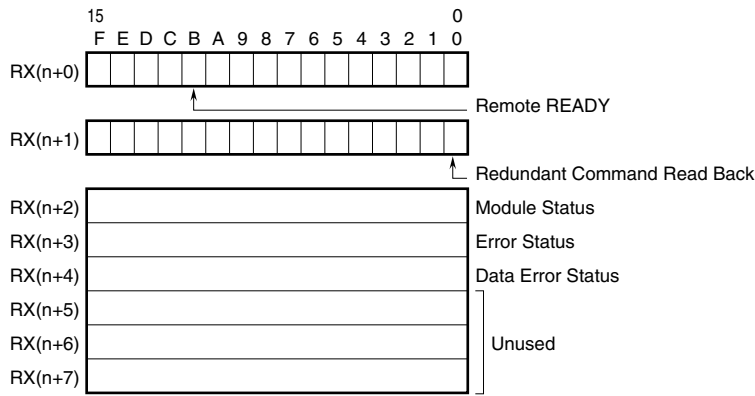 15 0
F E D C B A 9 8 7 6 5 4 3 2 1 0
RX(n+0)
Remote READY
RX(n+1)
Redundant Command Read Back
RX(n+2) Module Status
RX(n+3) Error Status
RX(n+4) Data Error Status
RX(n+5)
RX(n+6) Unused
RX(n+7)